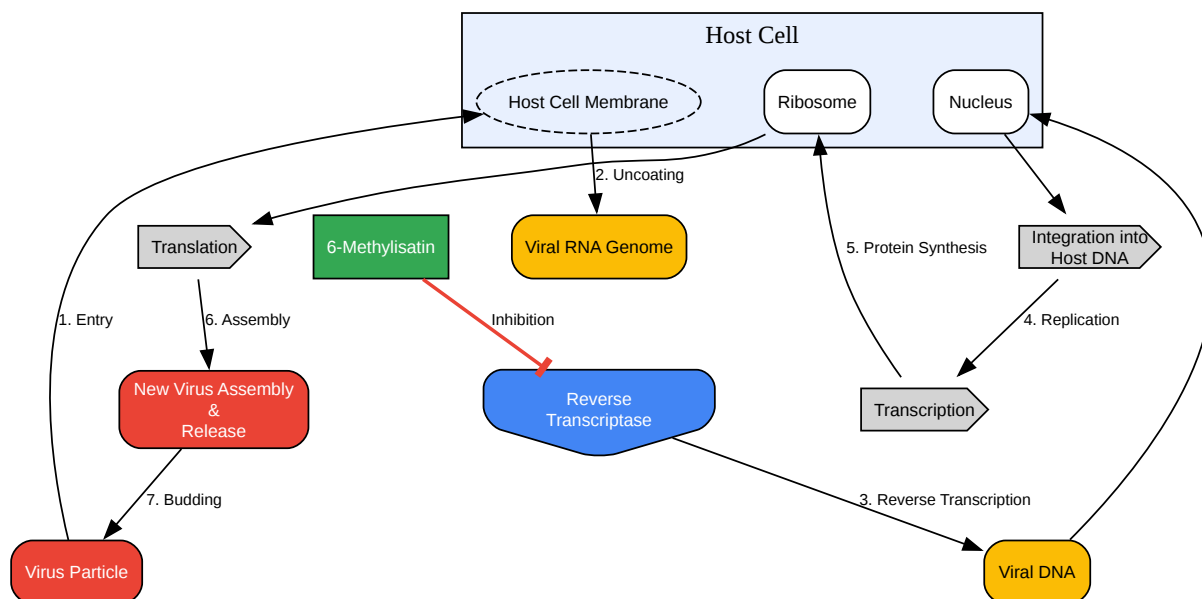 Host Cell
Host Cell Membrane
Ribosome
Nucleus
2. Uncoating
Translation
6-Methylisatin
Viral RNA Genome
5. Protein Synthesis
Integration into
Host DNA
1. Entry
6. Assembly
Inhibition
4. Replication
New Virus Assembly
&
Release
Reverse
Transcriptase
Transcription
7. Budding
3. Reverse Transcription
Virus Particle
Viral DNA